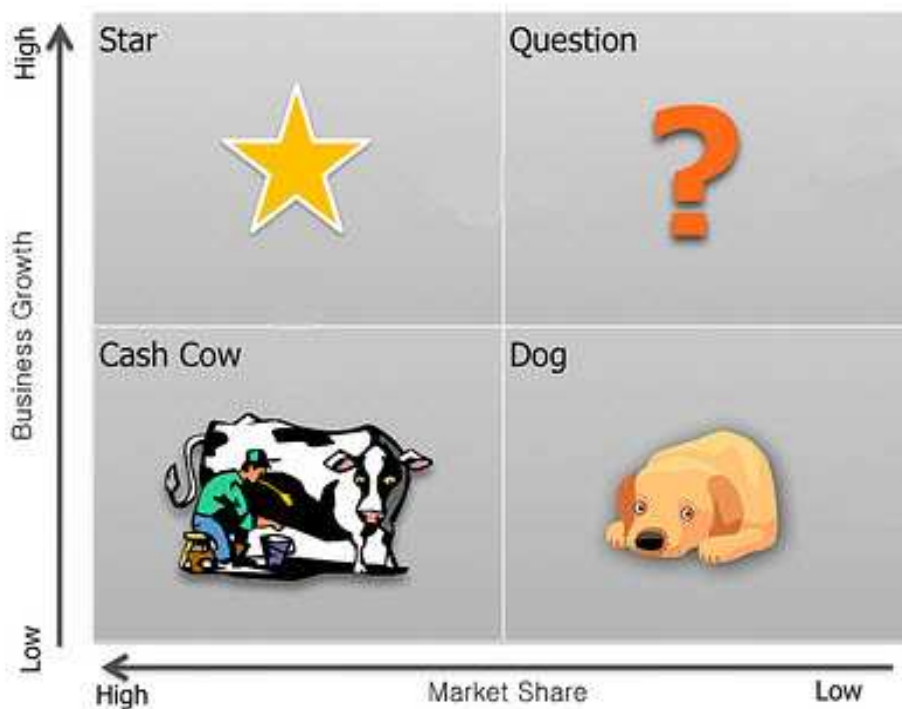 High
Star
Question
?
Business Growth
Cash Cow
Dog
Low
High
Market Share
Low